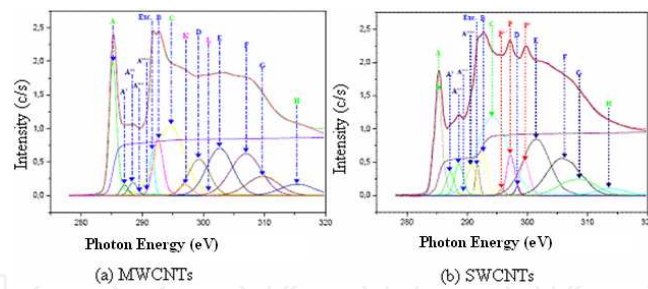 A Exc. B C K D L E F G H
A' A'' A'''
2,5
2,0
1,5
1,0
0,5
0,0
Intensity (c/s)
280 290 300 310 320
Photon Energy (eV)
(a) MWCNTs
A Exc. B C P' P P'' D E F G H
A' A''
2,5
2,0
1,5
1,0
0,5
0,0
Intensity (c/s)
280 290 300 310 320
Photon Energy (eV)
(b) SWCNTs